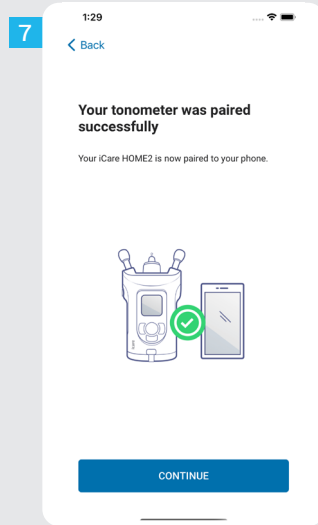 7
1:29
Back
Your tonometer was paired
successfully
Your iCare HOME2 is now paired to your phone.
CONTINUE